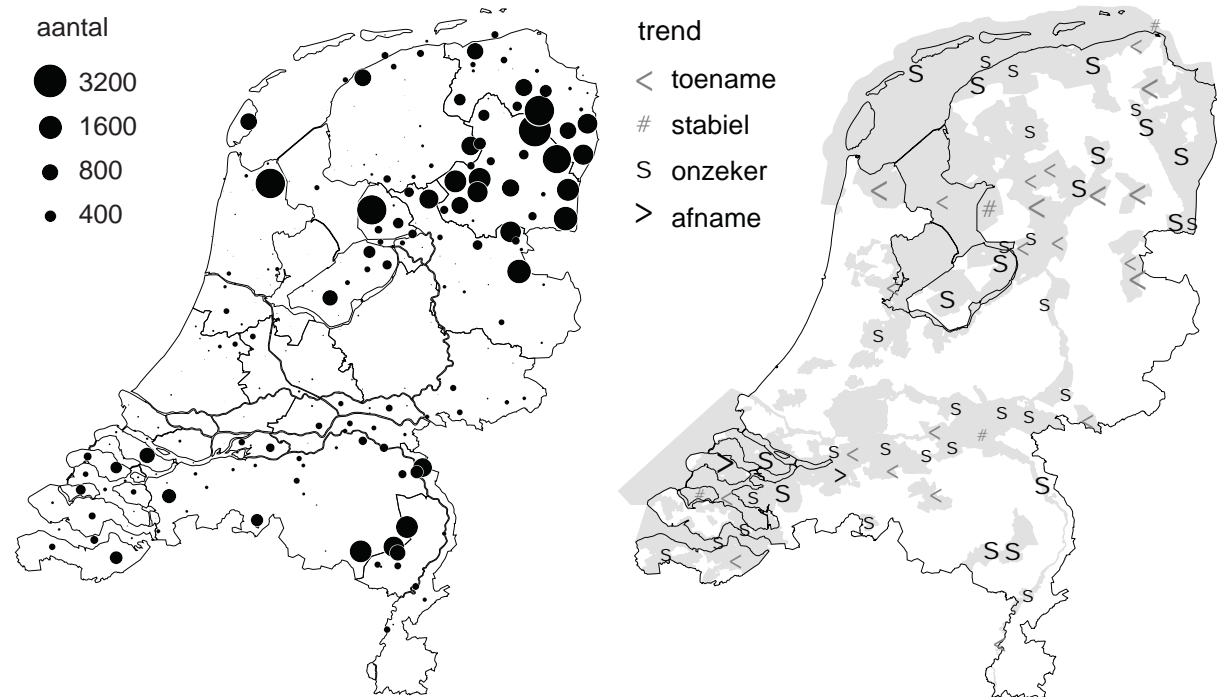 aantal
3200
1600
800
400
trend
< toename
# stabiel
S onzeker
> afname